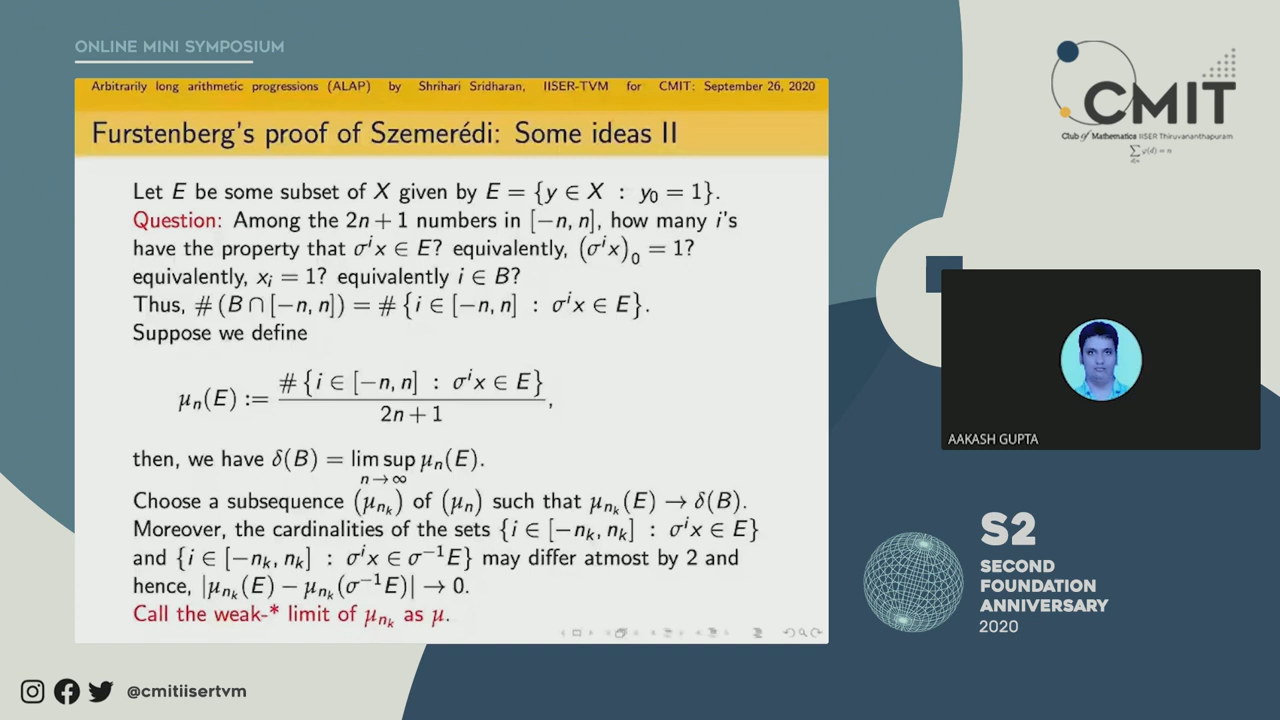 ONLINE MINI SYMPOSIUM
Arbitrarily long arithmetic progressions (ALAP) by Shrihari Sridharan, IISER-TVM for CMIT: September 26, 2020
Furstenberg's proof of Szemerédi: Some ideas II
Let E be some subset of X given by E = {y ∈ X : y₀ = 1}.
Question: Among the 2n + 1 numbers in [−n, n], how many i's
have the property that σⁱx ∈ E? equivalently, (σⁱx)₀ = 1?
equivalently, xᵢ = 1? equivalently i ∈ B?
Thus, # (B ∩ [−n, n]) = # {i ∈ [−n, n] : σⁱx ∈ E}.
Suppose we define
μₙ(E) := # {i ∈ [−n, n] : σⁱx ∈ E} / 2n + 1,
then, we have δ(B) = lim sup μₙ(E).
n→∞
Choose a subsequence (μₙₖ) of (μₙ) such that μₙₖ(E) → δ(B).
Moreover, the cardinalities of the sets {i ∈ [−nₖ, nₖ] : σⁱx ∈ E}
and {i ∈ [−nₖ, nₖ] : σⁱx ∈ σ⁻¹E} may differ atmost by 2 and
hence, |μₙₖ(E) − μₙₖ(σ⁻¹E)| → 0.
Call the weak-* limit of μₙₖ as μ.
CMIT
Club of Mathematics IISER Thiruvananthapuram
∑ φ(d) = n
d|n
AAKASH GUPTA
S2
SECOND
FOUNDATION
ANNIVERSARY
2020
@cmitiisertvm